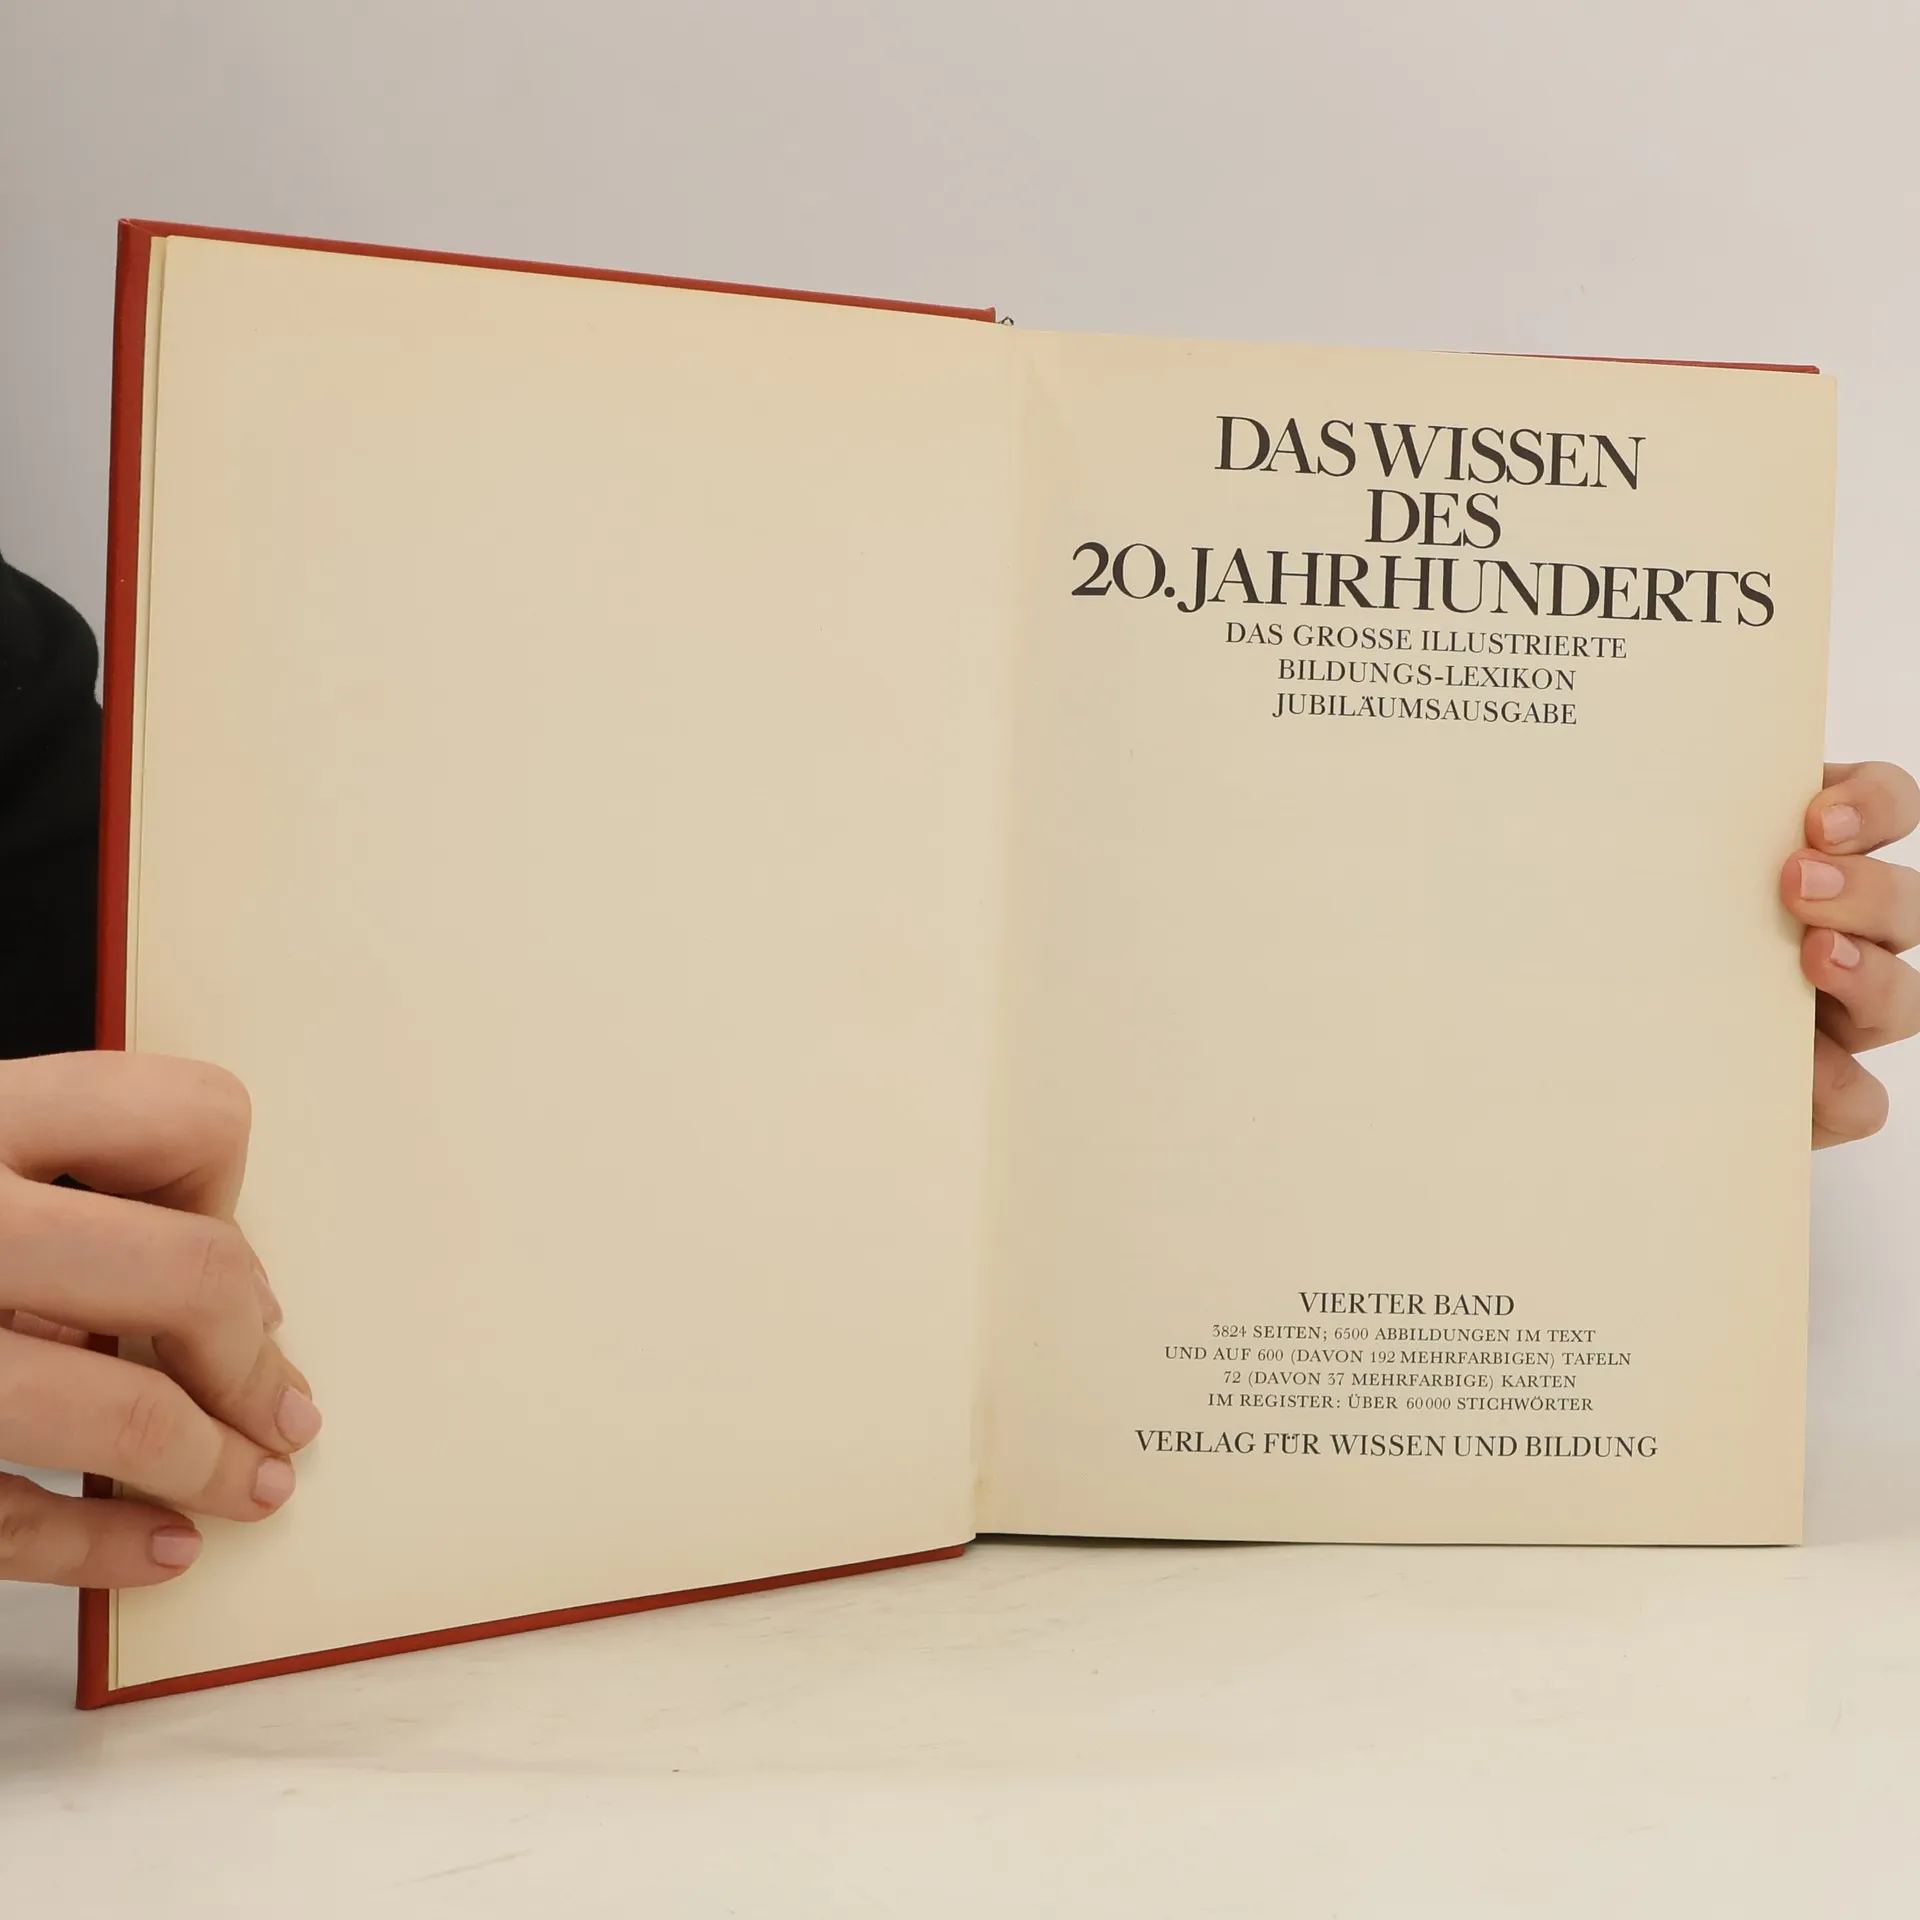 DAS WISSEN
DES
20. JAHRHUNDERTS
DAS GROSSE ILLUSTRIERTE
BILDUNGS-LEXIKON
JUBILÄUMSAUSGABE
VIERTER BAND
3824 SEITEN; 6500 ABBILDUNGEN IM TEXT
UND AUF 600 (DAVON 192 MEHRFARBIGEN) TAFELN
72 (DAVON 37 MEHRFARBIGE) KARTEN
IM REGISTER: ÜBER 60000 STICHWÖRTER
VERLAG FÜR WISSEN UND BILDUNG